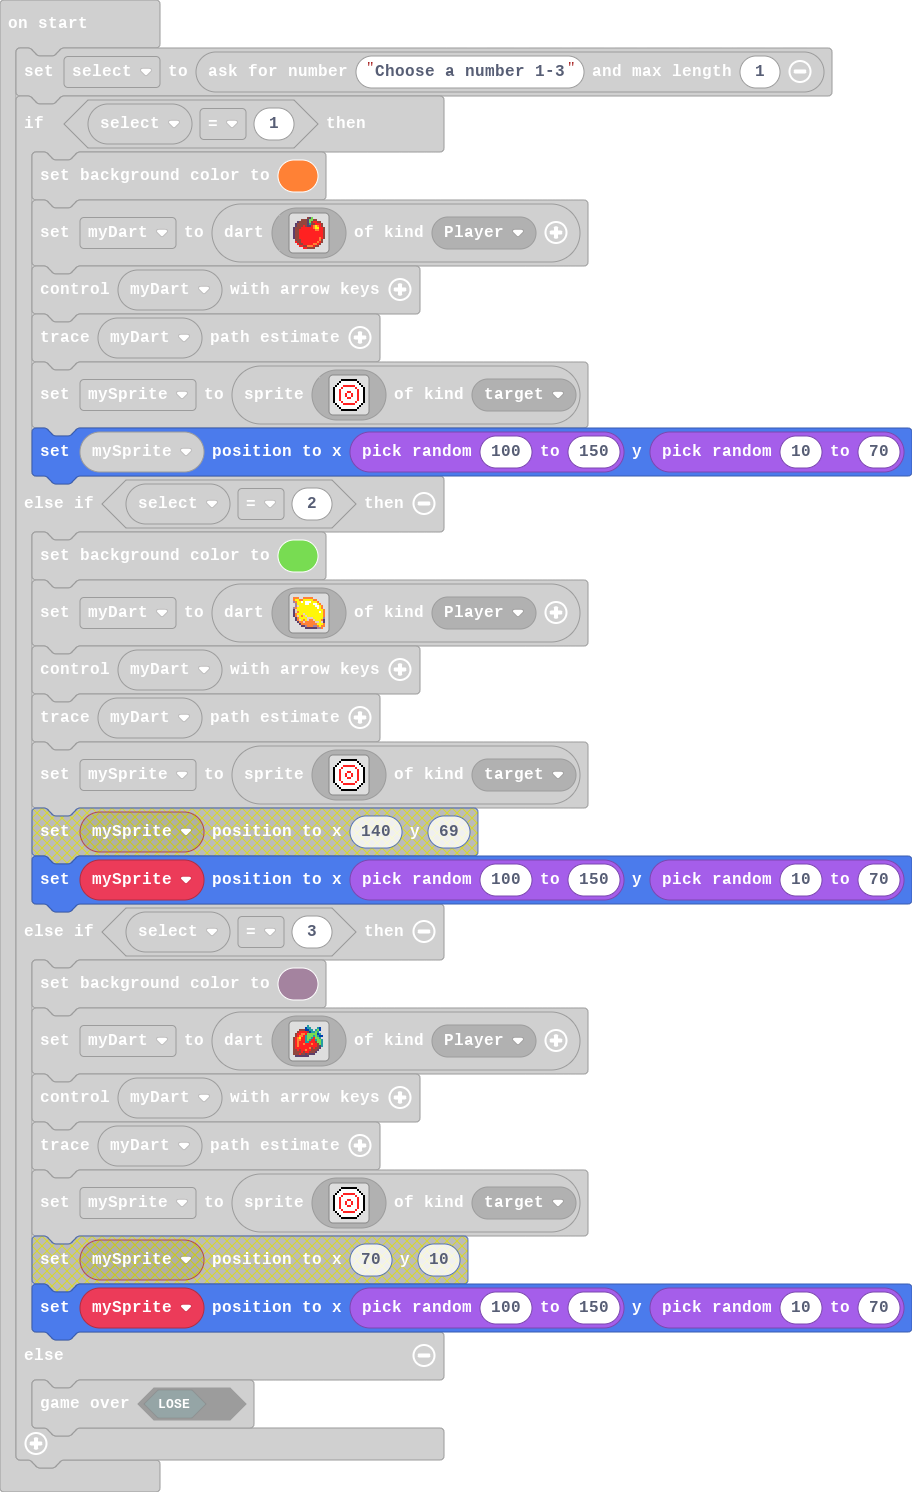 on start
set select to ask for number "Choose a number 1-3" and max length 1
if select = 1 then
set background color to
set myDart to dart of kind Player
control myDart with arrow keys
trace myDart path estimate
set mySprite to sprite of kind target
set mySprite position to x pick random 100 to 150 y pick random 10 to 70
else if select = 2 then
set background color to
set myDart to dart of kind Player
control myDart with arrow keys
trace myDart path estimate
set mySprite to sprite of kind target
set mySprite position to x 140 y 69
set mySprite position to x pick random 100 to 150 y pick random 10 to 70
else if select = 3 then
set background color to
set myDart to dart of kind Player
control myDart with arrow keys
trace myDart path estimate
set mySprite to sprite of kind target
set mySprite position to x 70 y 10
set mySprite position to x pick random 100 to 150 y pick random 10 to 70
else
game over LOSE